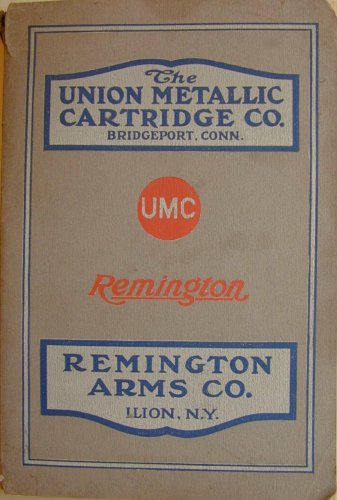 The
UNION METALLIC
CARTRIDGE CO.
BRIDGEPORT, CONN.
UMC
Remington
REMINGTON
ARMS CO.
ILION, N.Y.